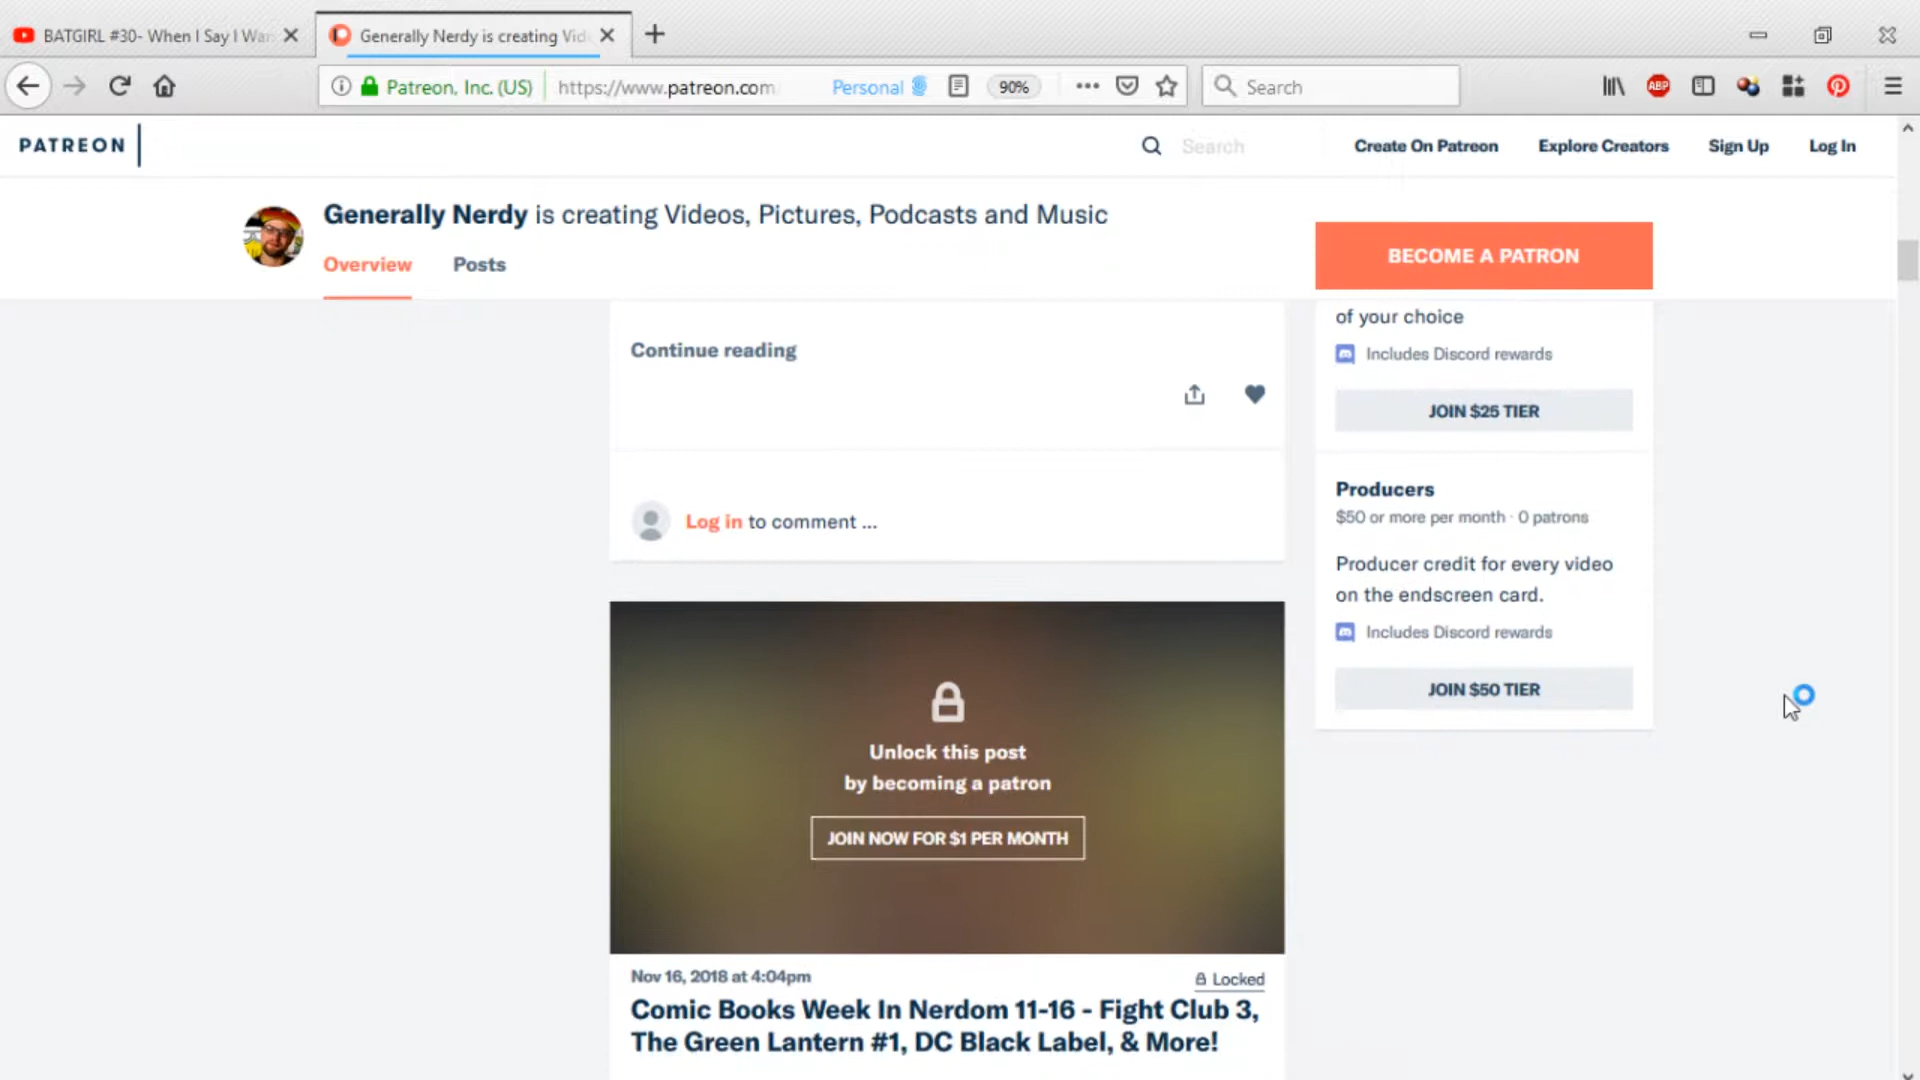 BATGIRL #30- When I Say I Wan
Generally Nerdy is creating Vid
Patreon, Inc. (US)
https://www.patreon.com
Personal
90%
Search
ABP
PATREON
Search
Create On Patreon
Explore Creators
Sign Up
Log In
Generally Nerdy is creating Videos, Pictures, Podcasts and Music
Overview
Posts
BECOME A PATRON
Continue reading
Log in to comment ...
of your choice
Includes Discord rewards
JOIN $25 TIER
Producers
$50 or more per month · 0 patrons
Producer credit for every video
on the endscreen card.
Includes Discord rewards
JOIN $50 TIER
Unlock this post
by becoming a patron
JOIN NOW FOR $1 PER MONTH
Nov 16, 2018 at 4:04pm
Locked
Comic Books Week In Nerdom 11-16 - Fight Club 3,
The Green Lantern #1, DC Black Label, & More!